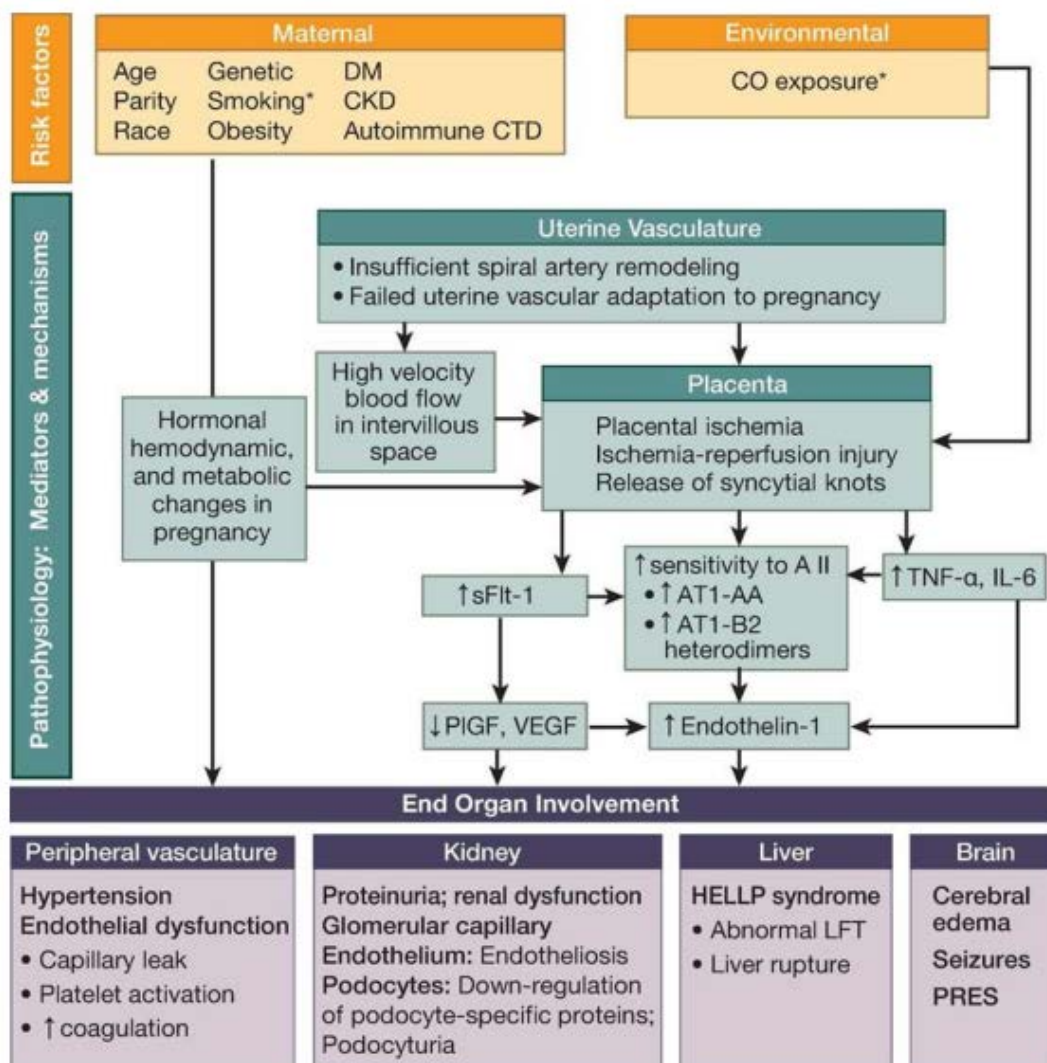 Risk factors
Maternal
Age Genetic DM
Parity Smoking* CKD
Race Obesity Autoimmune CTD
Environmental
CO exposure*
Pathophysiology: Mediators & mechanisms
Uterine Vasculature
• Insufficient spiral artery remodeling
• Failed uterine vascular adaptation to pregnancy
High velocity
blood flow
in intervillous
space
Placenta
Placental ischemia
Ischemia-reperfusion injury
Release of syncytial knots
Hormonal
hemodynamic,
and metabolic
changes in
pregnancy
↑sFlt-1
↑sensitivity to A II
•↑AT1-AA
•↑AT1-B2
heterodimers
↑TNF-α, IL-6
↓PlGF, VEGF
↑Endothelin-1
End Organ Involvement
Peripheral vasculature
Hypertension
Endothelial dysfunction
• Capillary leak
• Platelet activation
• ↑coagulation
Kidney
Proteinuria; renal dysfunction
Glomerular capillary
Endothelium: Endotheliosis
Podocytes: Down-regulation
of podocyte-specific proteins;
Podocyturia
Liver
HELLP syndrome
• Abnormal LFT
• Liver rupture
Brain
Cerebral
edema
Seizures
PRES